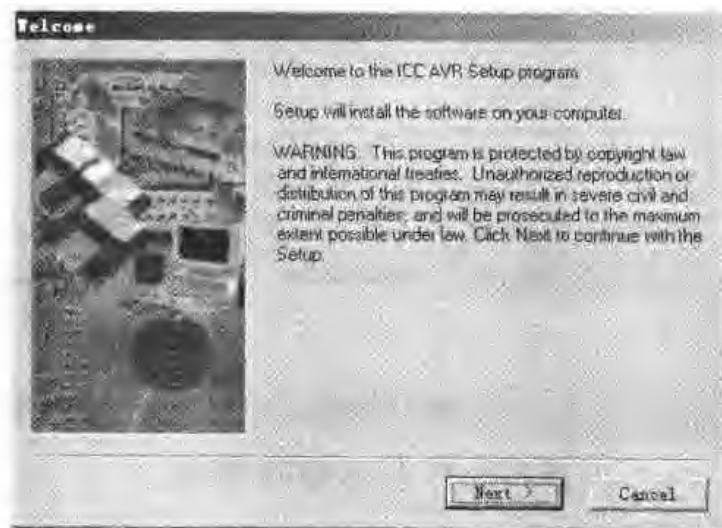 Welcome
Welcome to the ICC AVR Setup program
Setup will install the software on your computer.
WARNING: This program is protected by copyright law
and international treaties. Unauthorized reproduction or
distribution of this program may result in severe civil and
criminal penalties, and will be prosecuted to the maximum
extent possible under law. Click Next to continue with the
Setup.
Next >
Cancel